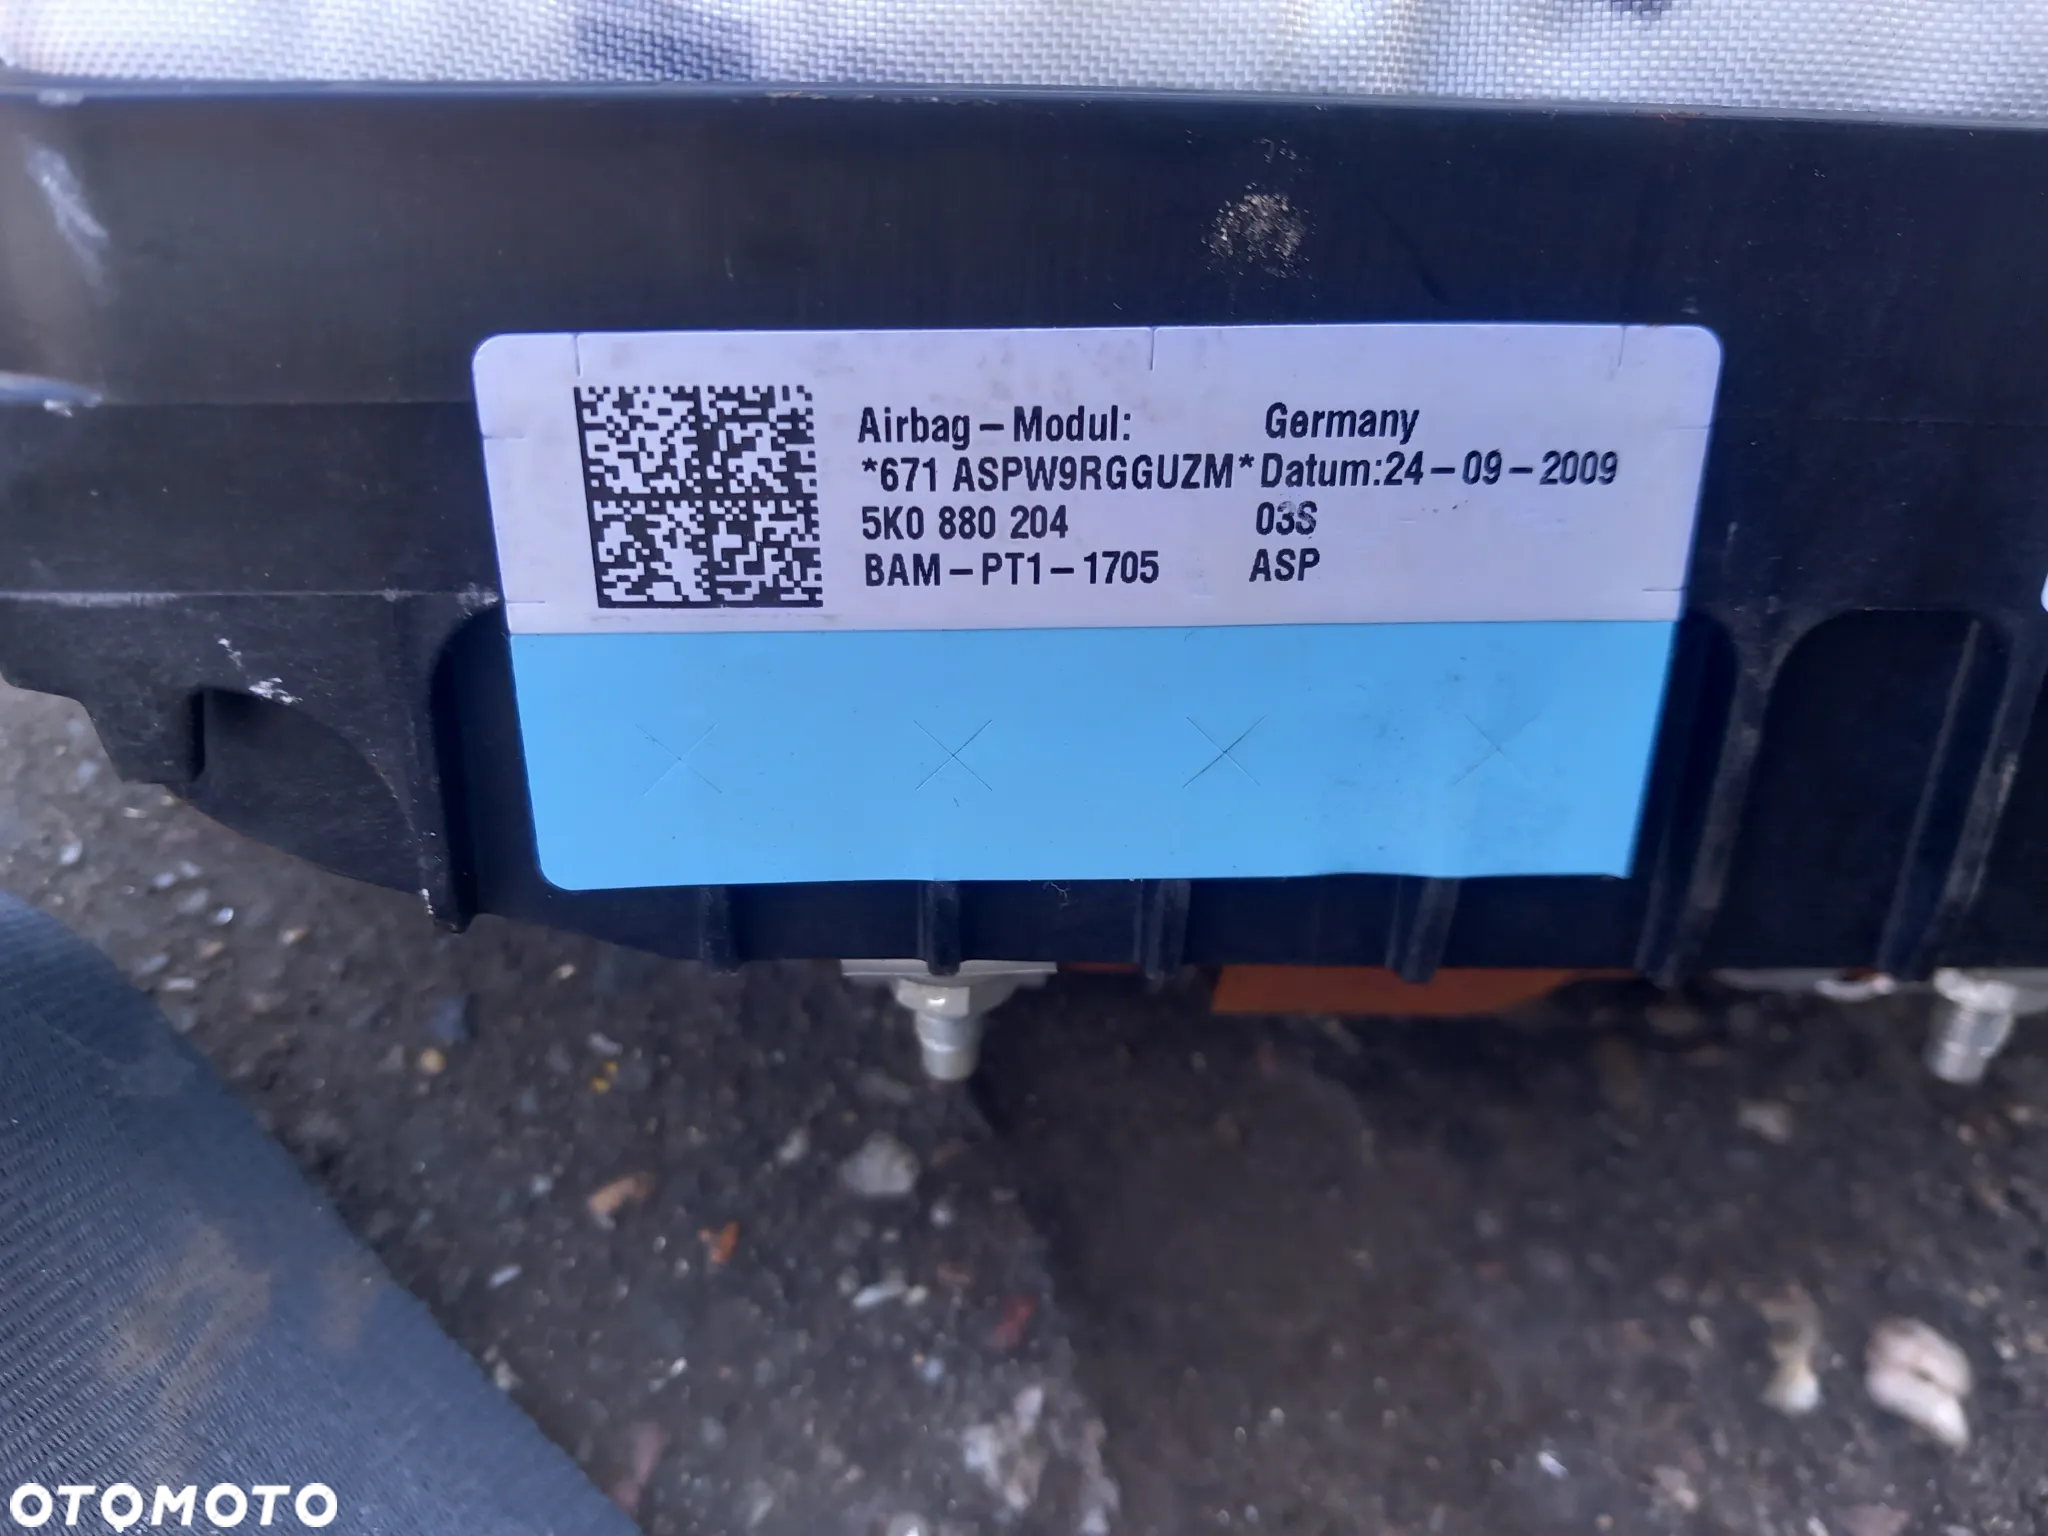 Airbag – Modul: Germany
*671 ASPW9RGGUZM* Datum:24 – 09 – 2009
5K0 880 204 03S
BAM – PT1 – 1705 ASP
OTOMOTO